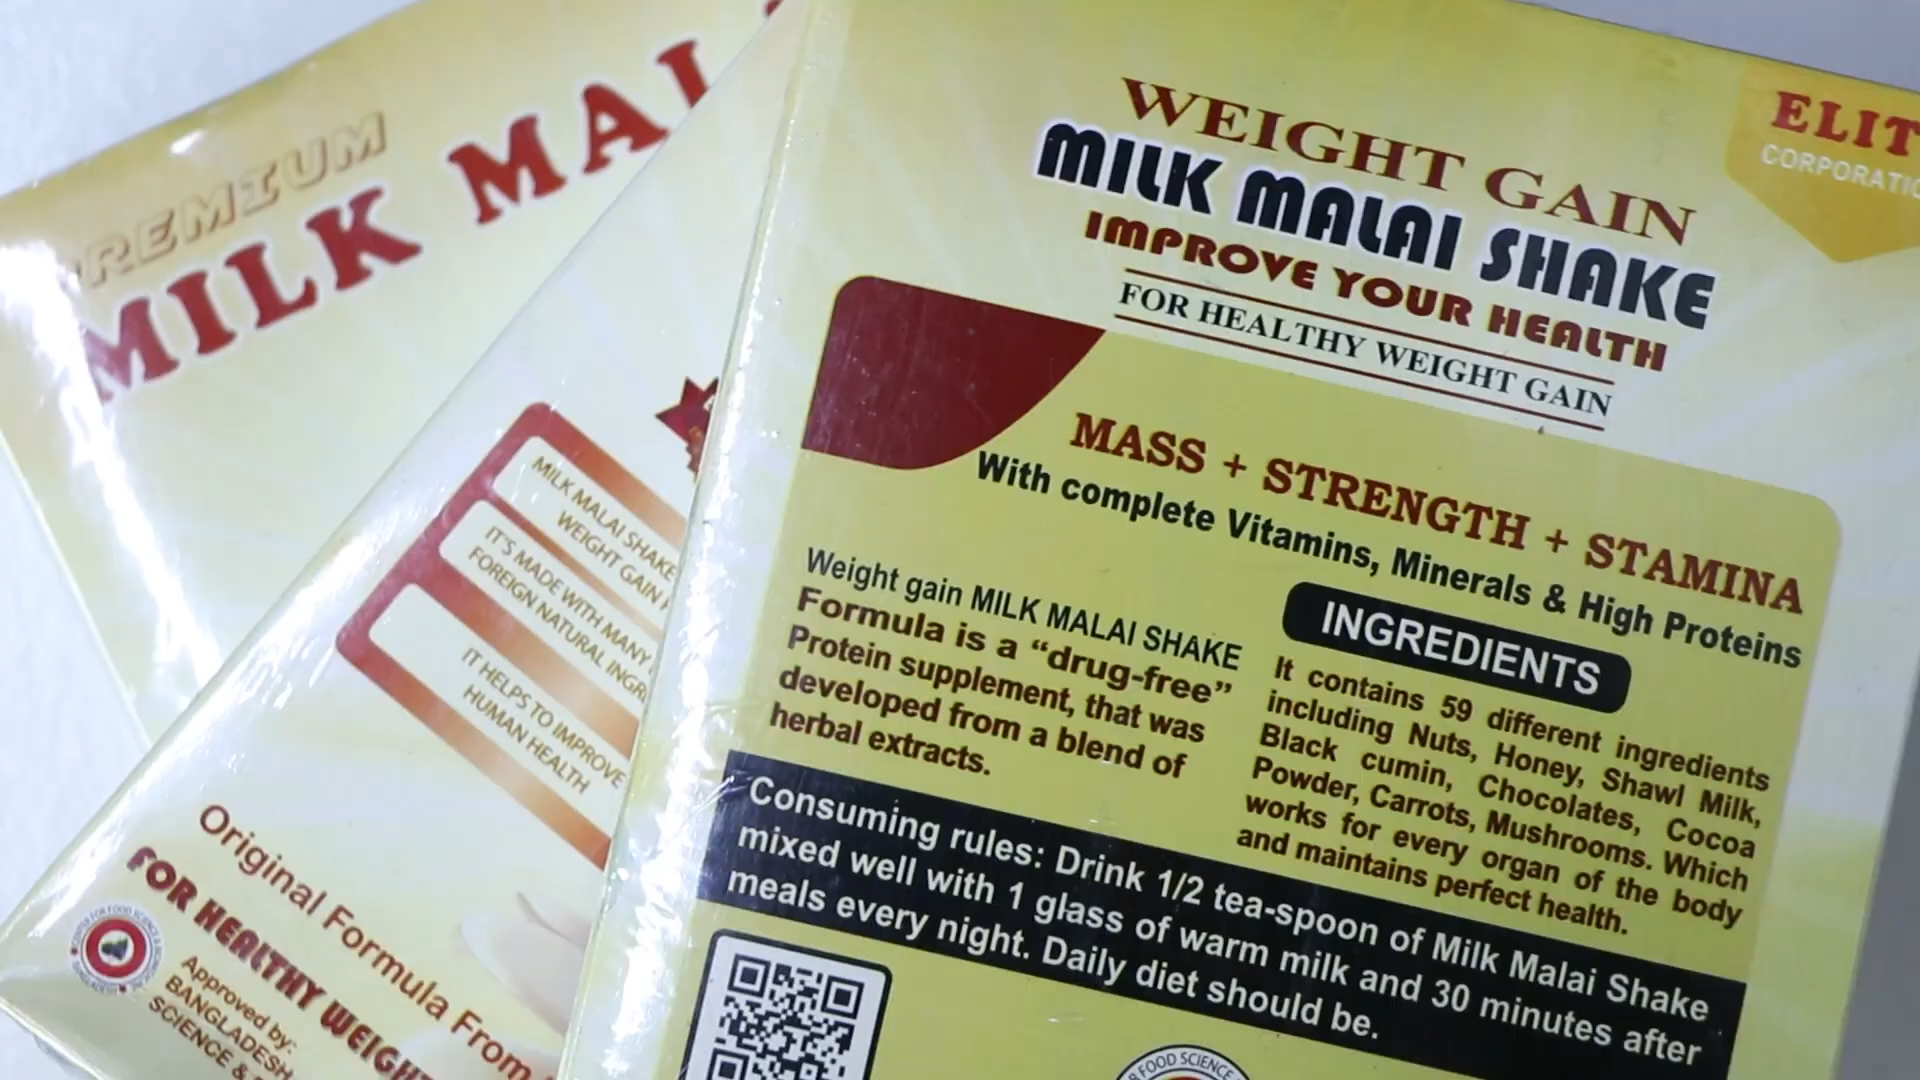 PREMIUM
MILK MALAI
MILK MALAI SHAKE
WEIGHT GAIN
IT'S MADE WITH MANY
FOREIGN NATURAL
IT HELPS TO IMPROVE
HUMAN HEALTH
Original Formula From
FOR HEALTHY WEIGHT
Approved by:
BANGLADESH
SCIENCE &
ELIT
CORPORATIO
WEIGHT GAIN
MILK MALAI SHAKE
IMPROVE YOUR HEALTH
FOR HEALTHY WEIGHT GAIN
MASS + STRENGTH + STAMINA
With complete Vitamins, Minerals & High Proteins
Weight gain MILK MALAI SHAKE
Formula is a “drug-free”
Protein supplement, that was
developed from a blend of
herbal extracts.
INGREDIENTS
It contains 59 different ingredients
including Nuts, Honey, Shawl Milk,
Black cumin, Chocolates, Cocoa
Powder, Carrots, Mushrooms. Which
works for every organ of the body
and maintains perfect health.
Consuming rules: Drink 1/2 tea-spoon of Milk Malai Shake
mixed well with 1 glass of warm milk and 30 minutes after
meals every night. Daily diet should be.
FOOD SCIENCE